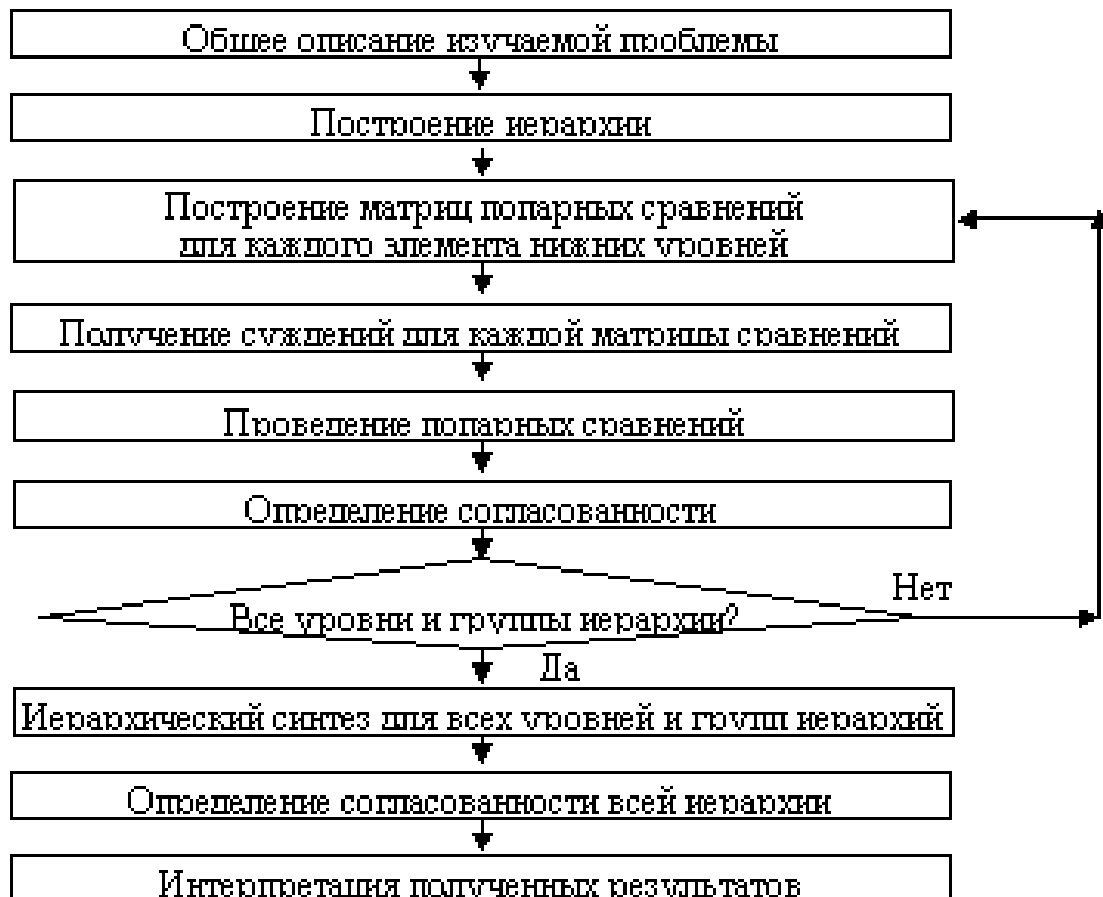 Общее описание изучаемой проблемы
Построение иерархии
Построение матриц попарных сравнений
для каждого элемента нижних уровней
Получение суждений для каждой матрицы сравнений
Проведение попарных сравнений
Определение согласованности
Все уровни и группы иерархии?
Нет
Да
Иерархический синтез для всех уровней и групп иерархий
Определение согласованности всей иерархии
Интерпретация полученных результатов